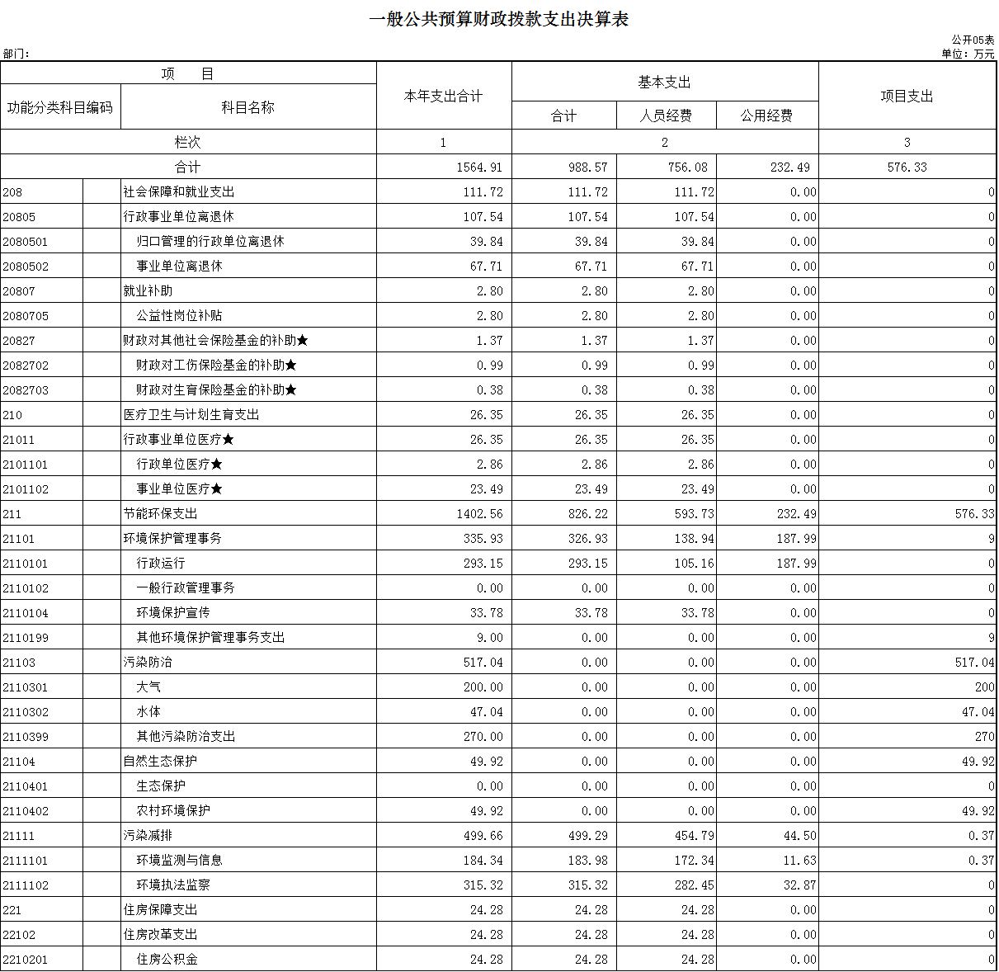 一般公共预算财政拨款支出决算表
公开05表
部门： 单位：万元
项 目 本年支出合计 基本支出 项目支出
功能分类科目编码 科目名称 合计 人员经费 公用经费
栏次 1 2 3
合计 1564.91 988.57 756.08 232.49 576.33
208 社会保障和就业支出 111.72 111.72 111.72 0.00 0
20805 行政事业单位离退休 107.54 107.54 107.54 0.00 0
2080501 归口管理的行政单位离退休 39.84 39.84 39.84 0.00 0
2080502 事业单位离退休 67.71 67.71 67.71 0.00 0
20807 就业补助 2.80 2.80 2.80 0.00 0
2080705 公益性岗位补贴 2.80 2.80 2.80 0.00 0
20827 财政对其他社会保险基金的补助★ 1.37 1.37 1.37 0.00 0
2082702 财政对工伤保险基金的补助★ 0.99 0.99 0.99 0.00 0
2082703 财政对生育保险基金的补助★ 0.38 0.38 0.38 0.00 0
210 医疗卫生与计划生育支出 26.35 26.35 26.35 0.00 0
21011 行政事业单位医疗★ 26.35 26.35 26.35 0.00 0
2101101 行政单位医疗★ 2.86 2.86 2.86 0.00 0
2101102 事业单位医疗★ 23.49 23.49 23.49 0.00 0
211 节能环保支出 1402.56 826.22 593.73 232.49 576.33
21101 环境保护管理事务 335.93 326.93 138.94 187.99 9
2110101 行政运行 293.15 293.15 105.16 187.99 0
2110102 一般行政管理事务 0.00 0.00 0.00 0.00 0
2110104 环境保护宣传 33.78 33.78 33.78 0.00 0
2110199 其他环境保护管理事务支出 9.00 0.00 0.00 0.00 9
21103 污染防治 517.04 0.00 0.00 0.00 517.04
2110301 大气 200.00 0.00 0.00 0.00 200
2110302 水体 47.04 0.00 0.00 0.00 47.04
2110399 其他污染防治支出 270.00 0.00 0.00 0.00 270
21104 自然生态保护 49.92 0.00 0.00 0.00 49.92
2110401 生态保护 0.00 0.00 0.00 0.00 0
2110402 农村环境保护 49.92 0.00 0.00 0.00 49.92
21111 污染减排 499.66 499.29 454.79 44.50 0.37
2111101 环境监测与信息 184.34 183.98 172.34 11.63 0.37
2111102 环境执法监察 315.32 315.32 282.45 32.87 0
221 住房保障支出 24.28 24.28 24.28 0.00 0
22102 住房改革支出 24.28 24.28 24.28 0.00 0
2210201 住房公积金 24.28 24.28 24.28 0.00 0